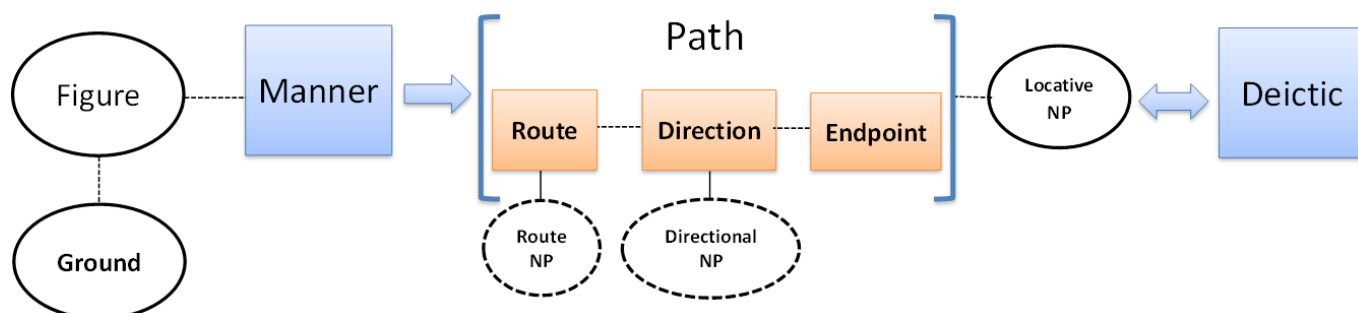 Figure
Manner
Path
Route
Direction
Endpoint
Locative
NP
Deictic
Route
NP
Directional
NP
Ground